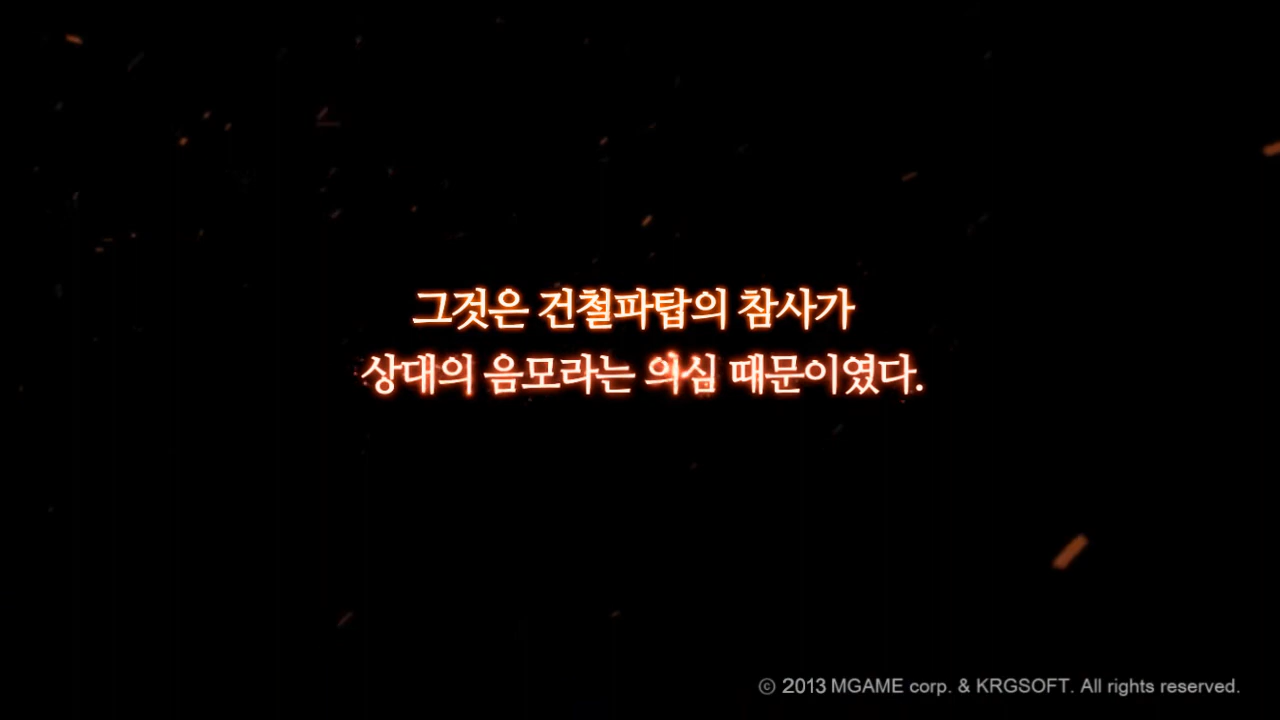 그것은 건철파탑의 참사가
상대의 음모라는 의심 때문이였다.
ⓒ 2013 MGAME corp. & KRGSOFT. All rights reserved.